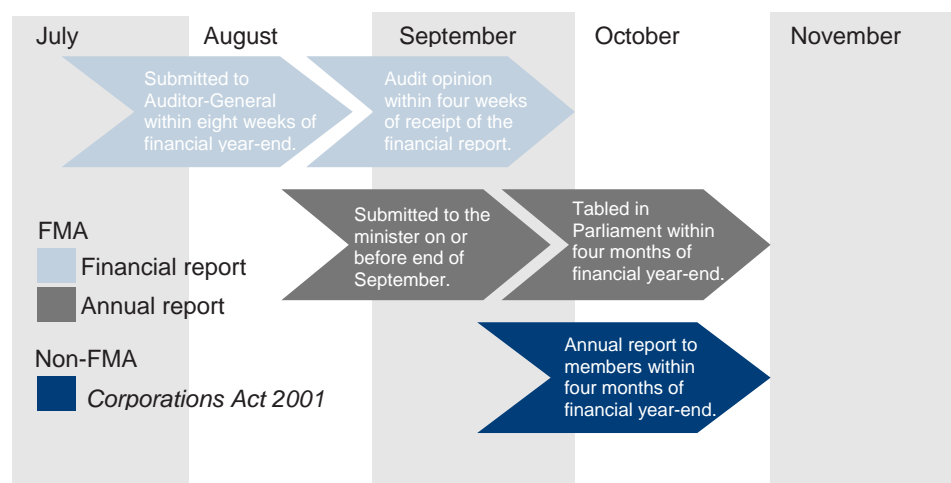 July
August
September
October
November
Submitted to
Auditor-General
within eight weeks of
financial year-end.
Audit opinion
within four weeks
of receipt of the
financial report.
Submitted to the
minister on or
before end of
September.
Tabled in
Parliament within
four months of
financial year-end.
FMA
Financial report
Annual report
Annual report to
members within
four months of
financial year-end.
Non-FMA
Corporations Act 2001